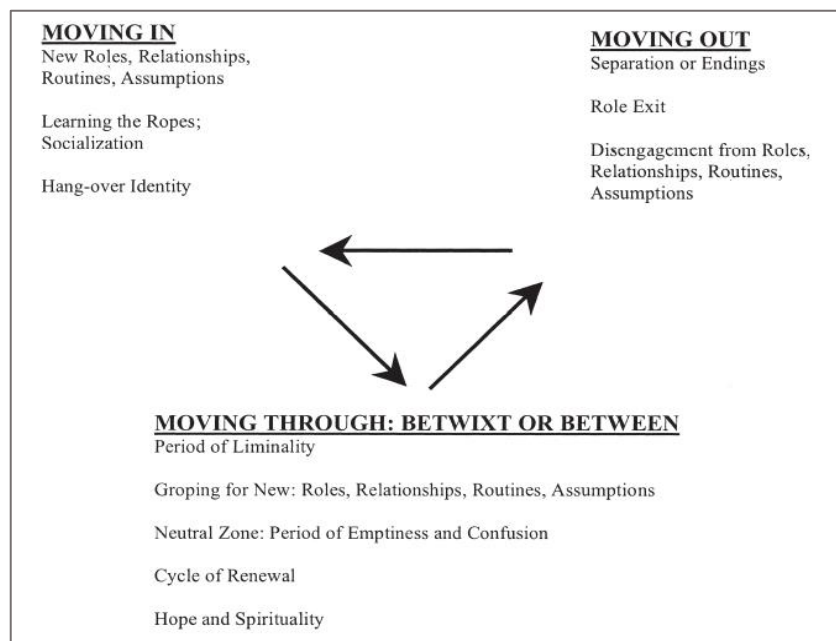 MOVING IN
New Roles, Relationships,
Routines, Assumptions
Learning the Ropes;
Socialization
Hang-over Identity
MOVING OUT
Separation or Endings
Role Exit
Disengagement from Roles,
Relationships, Routines,
Assumptions
MOVING THROUGH: BETWIXT OR BETWEEN
Period of Liminality
Groping for New: Roles, Relationships, Routines, Assumptions
Neutral Zone: Period of Emptiness and Confusion
Cycle of Renewal
Hope and Spirituality